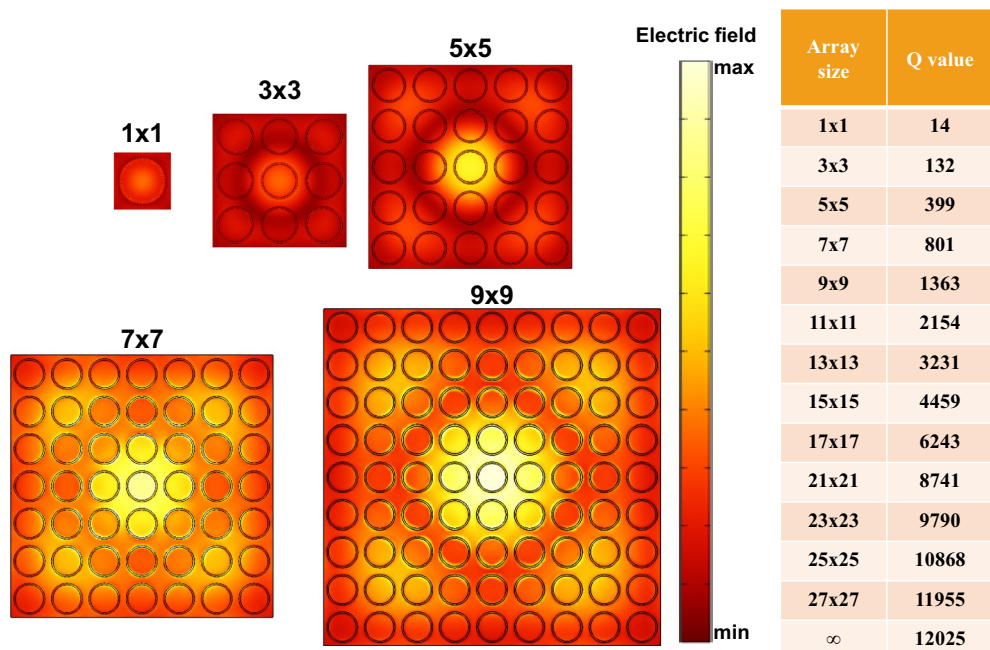 1x1
3x3
5x5
7x7
9x9
Electric field
max
min
Array size Q value
1x1 14
3x3 132
5x5 399
7x7 801
9x9 1363
11x11 2154
13x13 3231
15x15 4459
17x17 6243
21x21 8741
23x23 9790
25x25 10868
27x27 11955
∞ 12025